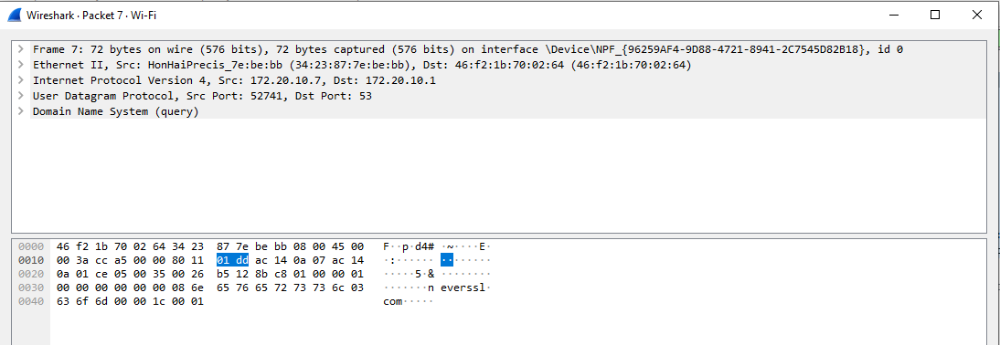 Wireshark · Packet 7 · Wi-Fi
Frame 7: 72 bytes on wire (576 bits), 72 bytes captured (576 bits) on interface \Device\NPF_{96259AF4-9D88-4721-8941-2C7545D82B18}, id 0
Ethernet II, Src: HonHaiPrecis_7e:be:bb (34:23:87:7e:be:bb), Dst: 46:f2:1b:70:02:64 (46:f2:1b:70:02:64)
Internet Protocol Version 4, Src: 172.20.10.7, Dst: 172.20.10.1
User Datagram Protocol, Src Port: 52741, Dst Port: 53
Domain Name System (query)
0000 46 f2 1b 70 02 64 34 23 87 7e be bb 08 00 45 00 F··p·d4# ·~····E·
0010 00 3a cc a5 00 00 80 11 01 dd ac 14 0a 07 ac 14 ·:······ ········
0020 0a 01 ce 05 00 35 00 26 b5 12 8b c8 01 00 00 01 ·····5·& ········
0030 00 00 00 00 00 00 08 6e 65 76 65 72 73 73 6c 03 ·······n everssl·
0040 63 6f 6d 00 00 1c 00 01 com·····